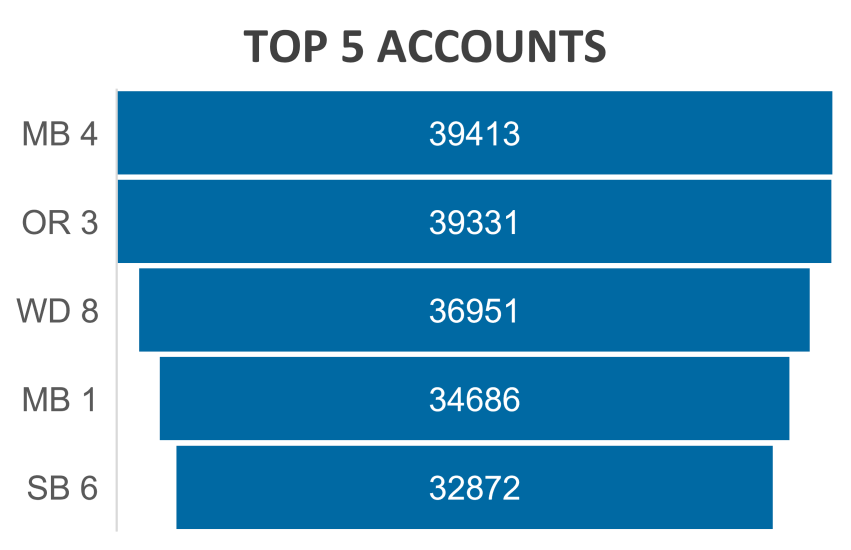 TOP 5 ACCOUNTS
MB 4 39413
OR 3 39331
WD 8 36951
MB 1 34686
SB 6 32872